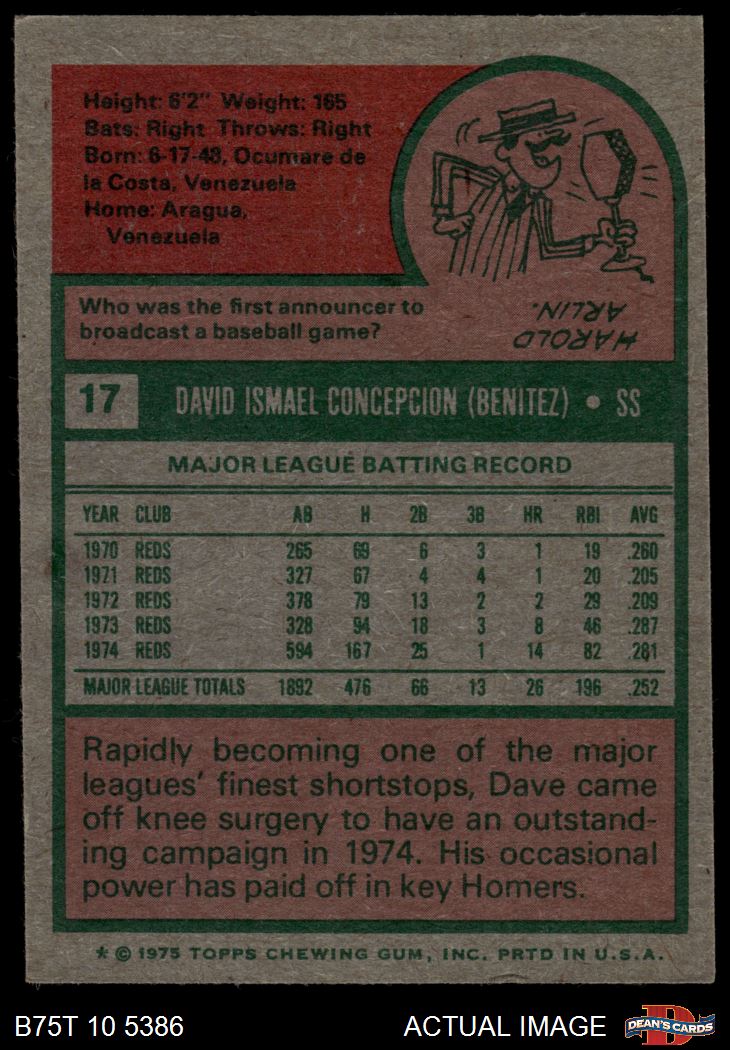 Height: 6'2" Weight: 165
Bats: Right Throws: Right
Born: 6-17-48, Ocumare de
la Costa, Venezuela
Home: Aragua,
Venezuela
Who was the first announcer to
broadcast a baseball game?
HAROLD
ARLIN.
17 DAVID ISMAEL CONCEPCION (BENITEZ) • SS
MAJOR LEAGUE BATTING RECORD
YEAR CLUB AB H 2B 3B HR RBI AVG
1970 REDS 265 69 6 3 1 19 .260
1971 REDS 327 67 4 4 1 20 .205
1972 REDS 378 79 13 2 2 29 .209
1973 REDS 328 94 18 3 8 46 .287
1974 REDS 594 167 25 1 14 82 .281
MAJOR LEAGUE TOTALS 1892 476 66 13 26 196 .252
Rapidly becoming one of the major
leagues' finest shortstops, Dave came
off knee surgery to have an outstand-
ing campaign in 1974. His occasional
power has paid off in key Homers.
* © 1975 TOPPS CHEWING GUM, INC. PRTD IN U.S.A.
B75T 10 5386 ACTUAL IMAGE
D
DEAN'S CARDS